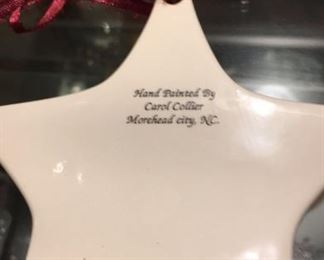 Hand Painted By
Carol Collier
Morehead city, NC.